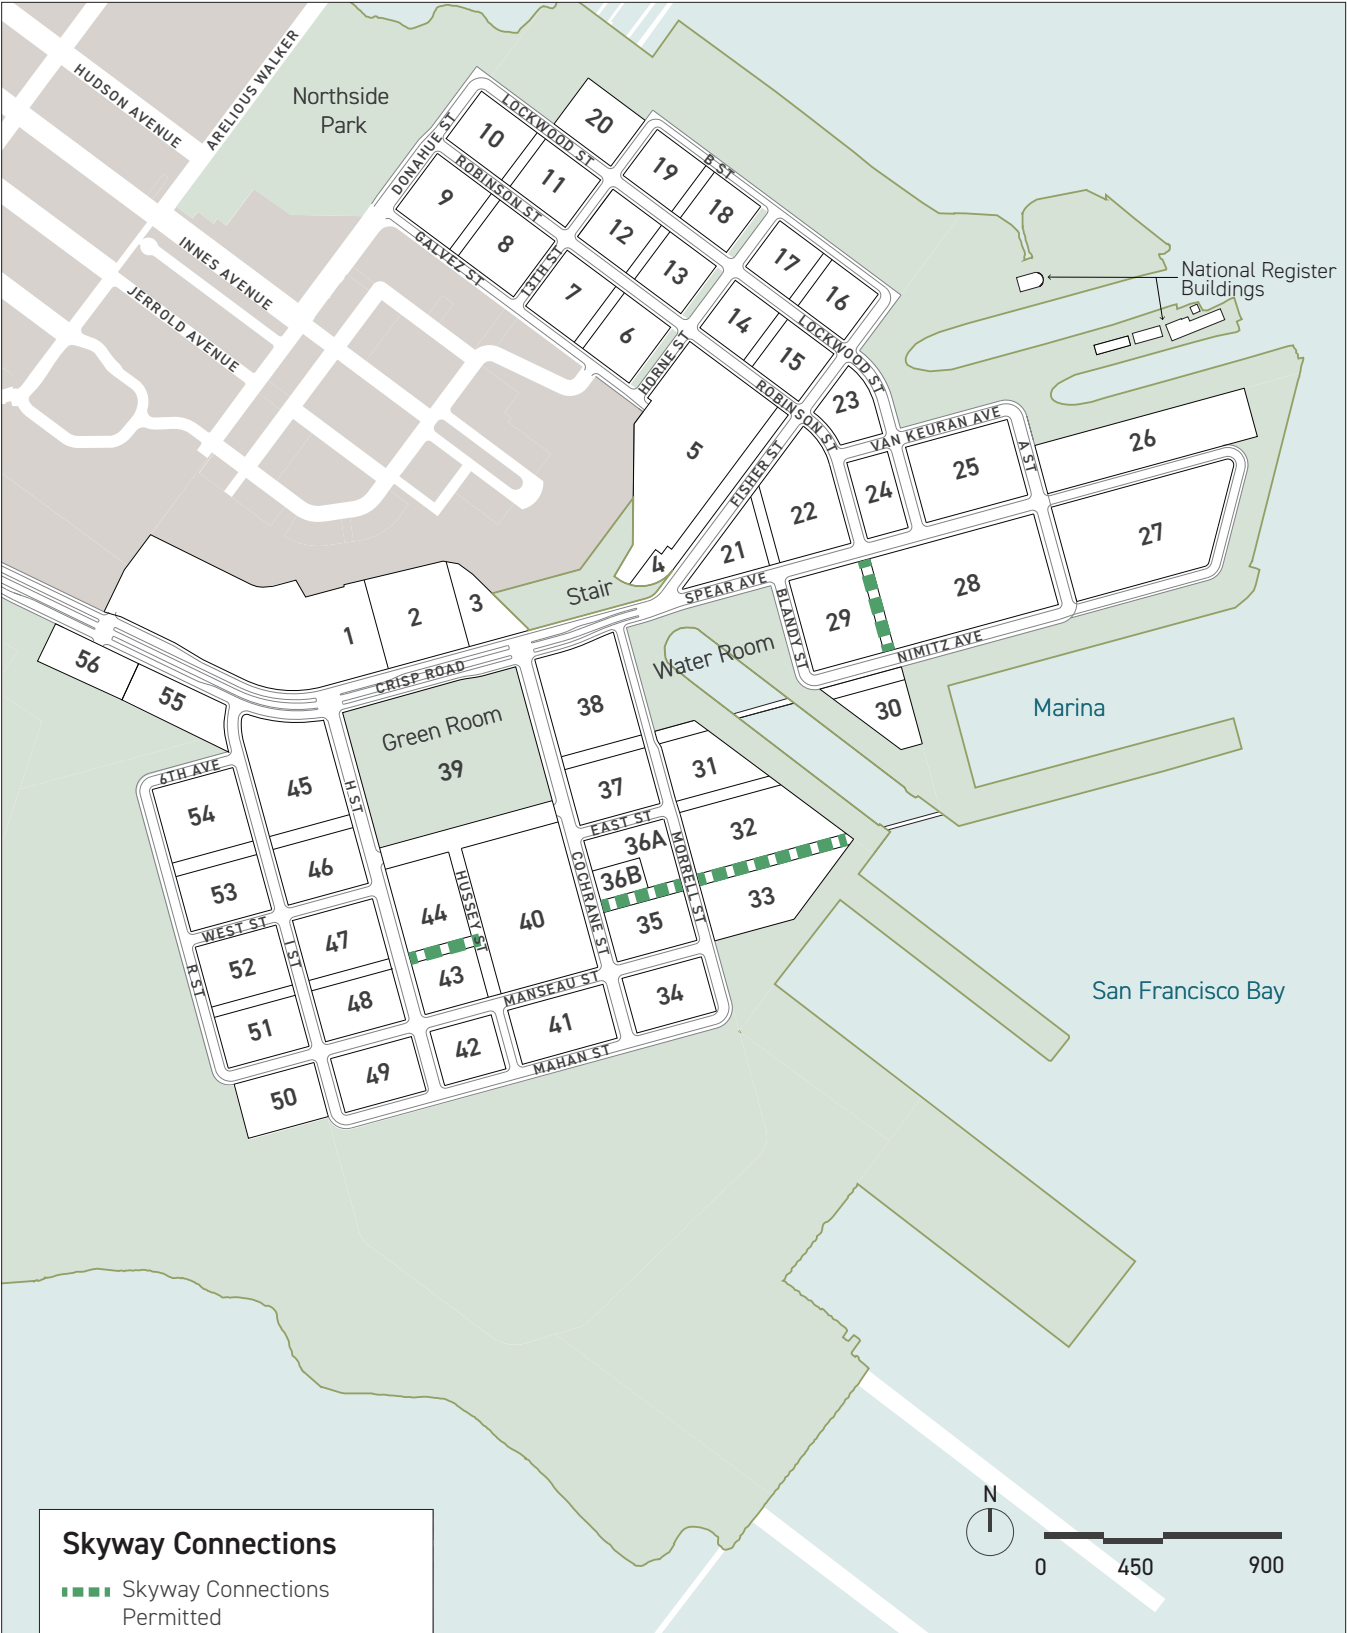 HUDSON AVENUE
ARELIOUS WALKER
Northside
Park
INNES AVENUE
JERROLD AVENUE
DONAHUE ST
LOCKWOOD ST
ROBINSON ST
GALVEZ ST
13TH ST
B ST
HORNE ST
LOCKWOOD ST
ROBINSON ST
FISHER ST
20
10
11
19
18
9
8
12
13
17
16
7
6
14
15
National Register
Buildings
5
23
VAN KEUREN AVE
A ST
26
25
24
22
27
21
4
SPEAR AVE
Stair
28
29
BLANDY ST
NIMITZ AVE
30
Water Room
Marina
1
2
3
56
55
CRISP ROAD
Green Room
39
38
37
31
32
33
EAST ST
36A
36B
35
MORRELL ST
COCHRANE ST
6TH AVE
54
45
H ST
53
46
44
HUSSEY ST
40
WEST ST
52
I ST
47
R ST
43
48
51
MANSEAU ST
34
41
42
49
50
MAHAN ST
San Francisco Bay
N
0
450
900
Skyway Connections
Skyway Connections
Permitted